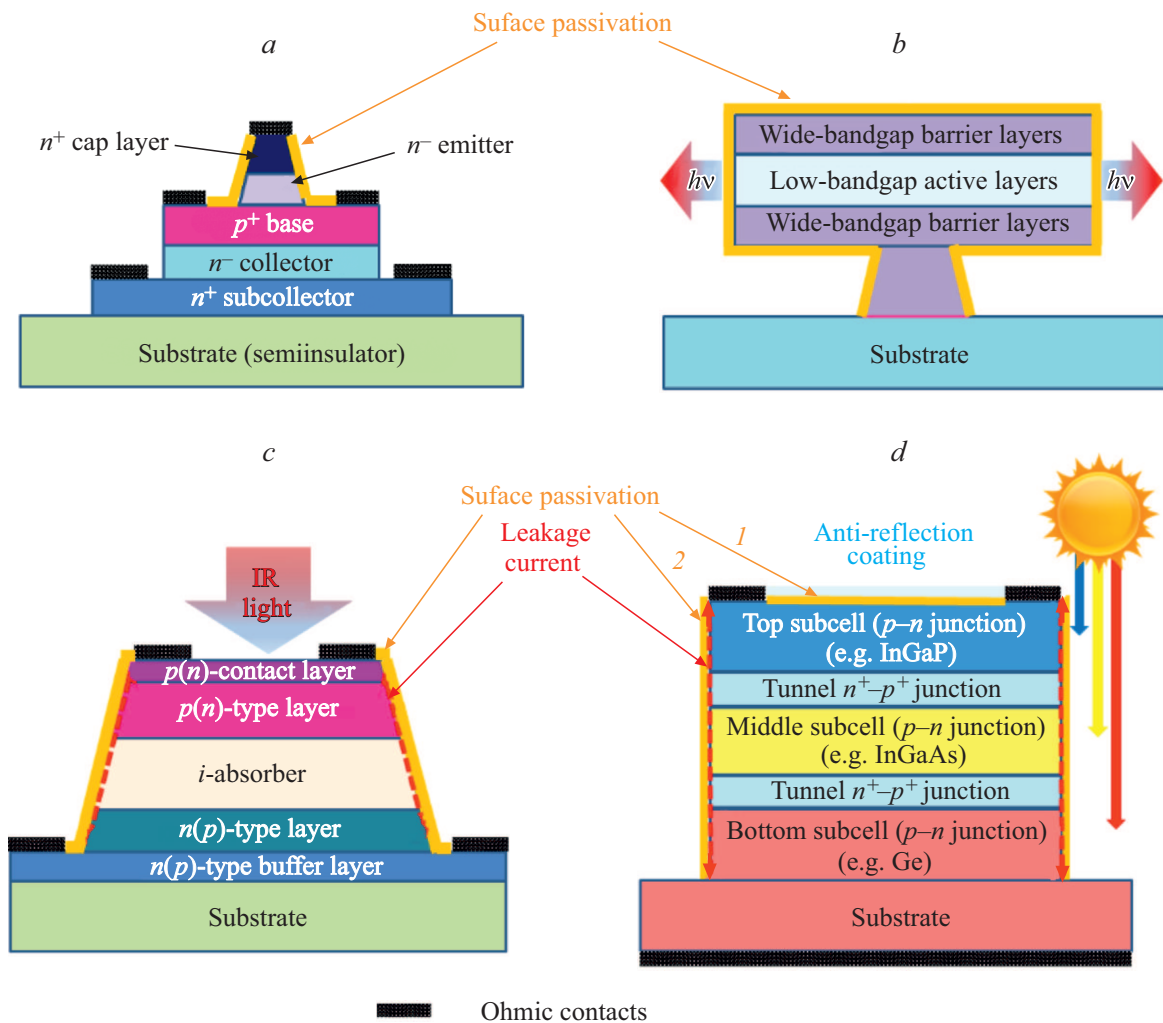 Suface passivation
a
b
n⁺ cap layer
n⁻ emitter
p⁺ base
n⁻ collector
n⁺ subcollector
Substrate (semiinsulator)
Wide-bandgap barrier layers
hν
Low-bandgap active layers
hν
Wide-bandgap barrier layers
Substrate
c
d
Suface passivation
Leakage
current
1
2
Anti-reflection
coating
IR
light
p(n)-contact layer
p(n)-type layer
i-absorber
n(p)-type layer
n(p)-type buffer layer
Substrate
Top subcell (p–n junction)
(e.g. InGaP)
Tunnel n⁺–p⁺ junction
Middle subcell (p–n junction)
(e.g. InGaAs)
Tunnel n⁺–p⁺ junction
Bottom subcell (p–n junction)
(e.g. Ge)
Substrate
Ohmic contacts